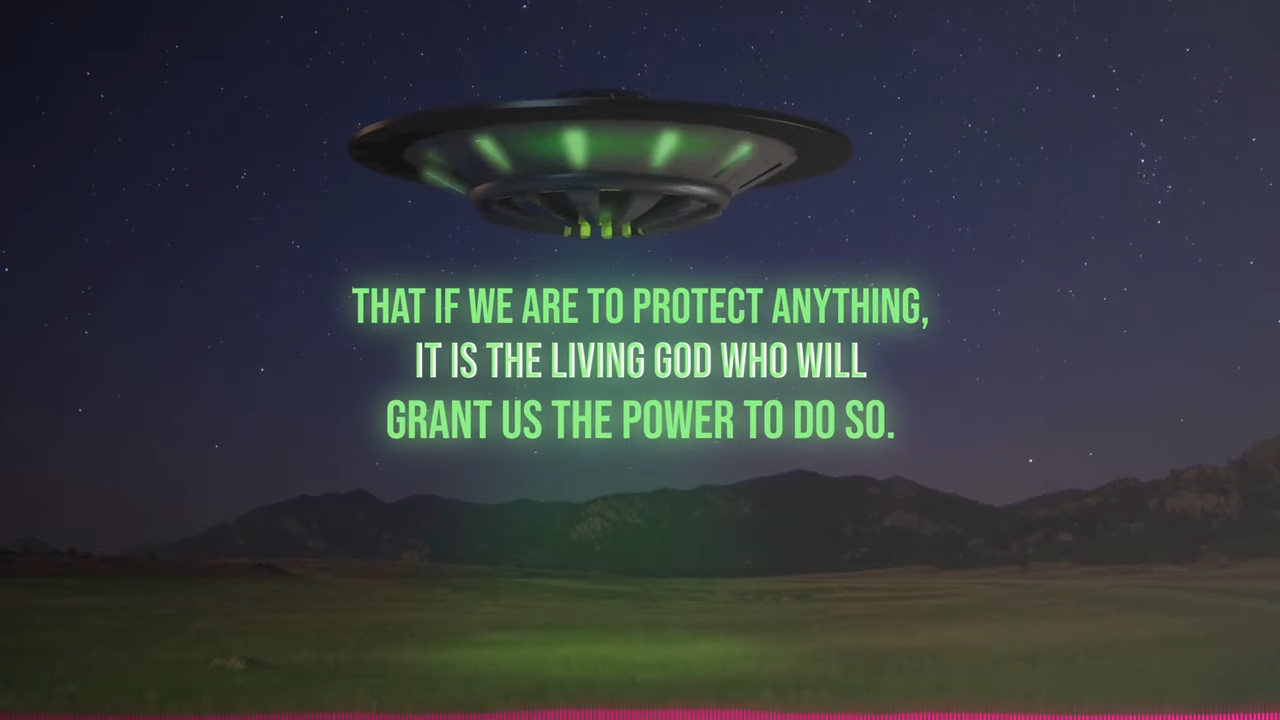 THAT IF WE ARE TO PROTECT ANYTHING,
IT IS THE LIVING GOD WHO WILL
GRANT US THE POWER TO DO SO.